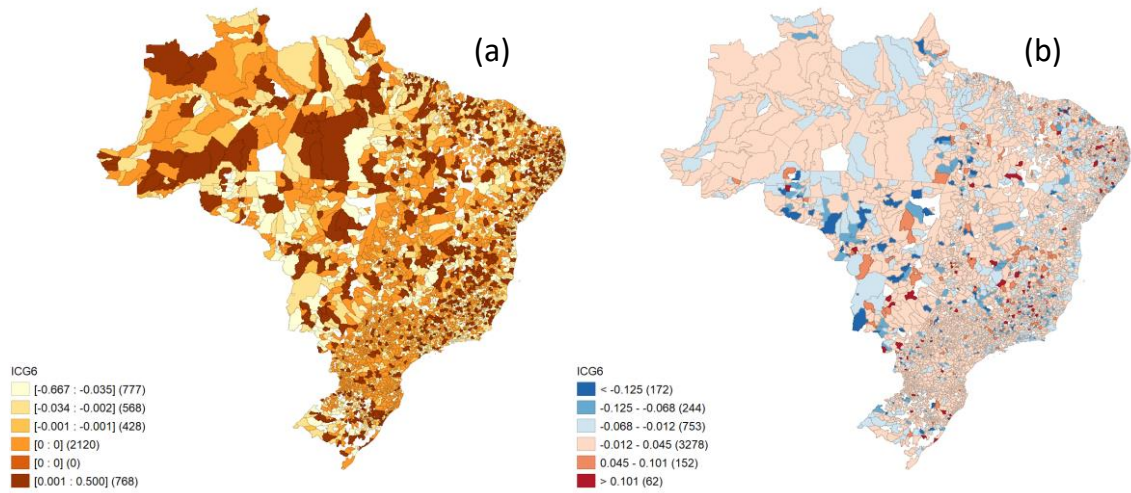 (a)
(b)
ICG6
[-0.667 : -0.035] (777)
[-0.034 : -0.002] (568)
[-0.001 : -0.001] (428)
[0 : 0] (2120)
[0 : 0] (0)
[0.001 : 0.500] (768)
ICG6
< -0.125 (172)
-0.125 - -0.068 (244)
-0.068 - -0.012 (753)
-0.012 - 0.045 (3278)
0.045 - 0.101 (152)
> 0.101 (62)